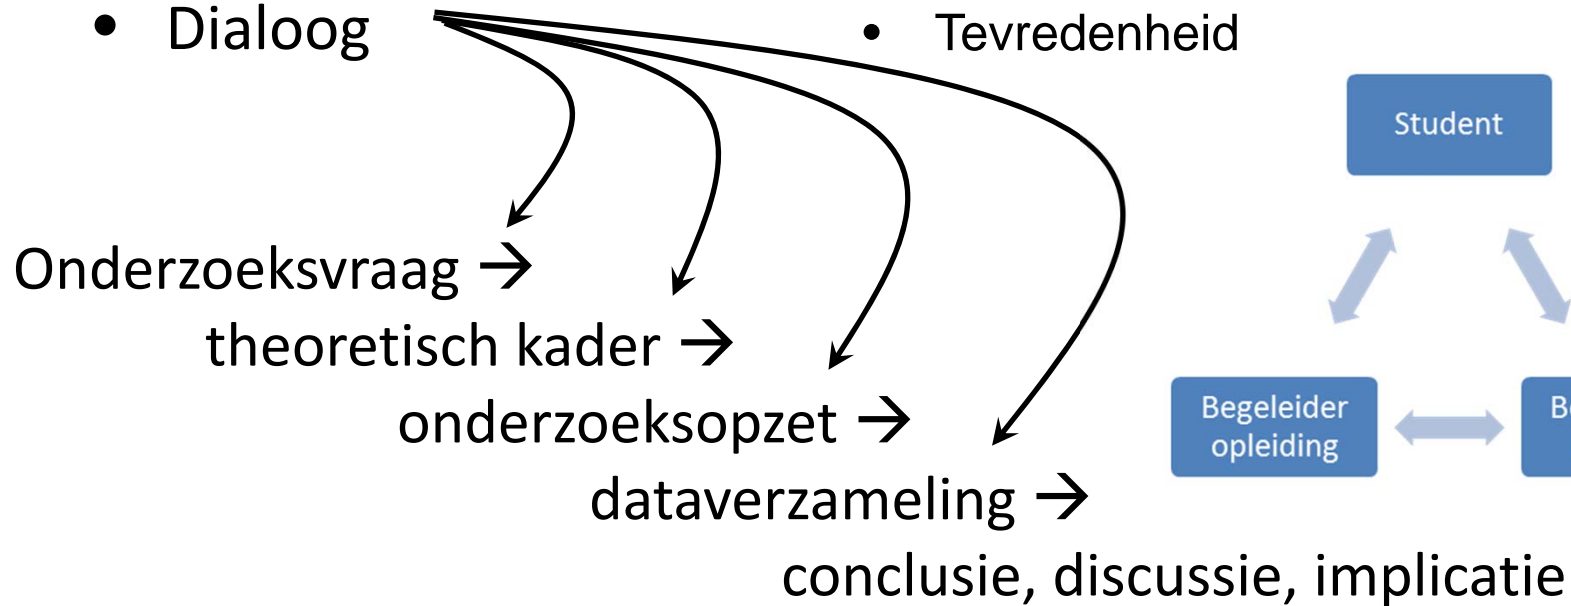 • Dialoog
• Tevredenheid
Student
Onderzoeksvraag →
theoretisch kader →
onderzoeksopzet →
Begeleider
opleiding
dataverzameling →
conclusie, discussie, implicatie